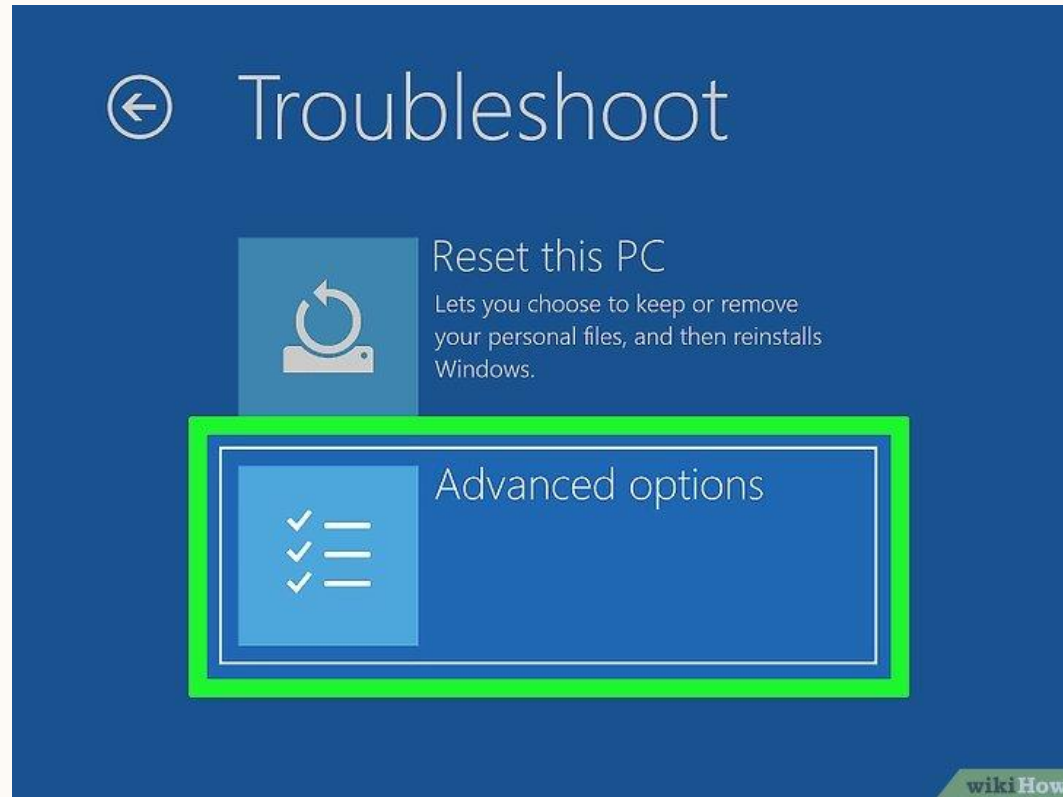 Troubleshoot
Reset this PC
Lets you choose to keep or remove
your personal files, and then reinstalls
Windows.
Advanced options
wikiHow